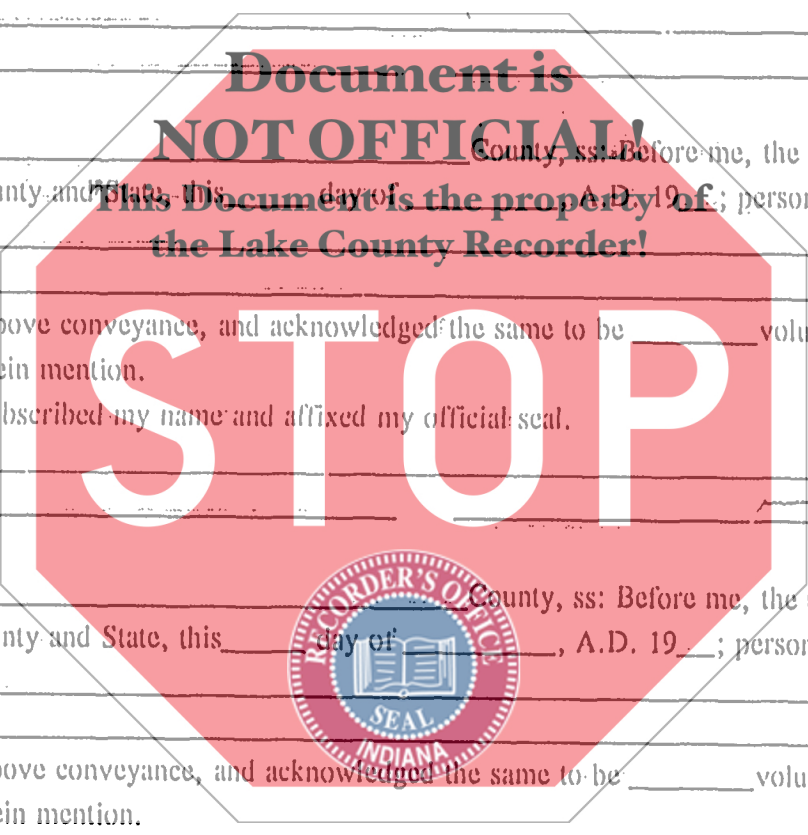 Document is
NOT OFFICIAL!
County, ss: Before me, the
nty and State, this day of , A.D. 19 ; person
This Document is the property of
the Lake County Recorder!
bove conveyance, and acknowledged the same to be volu
ein mention.
bscribed my name and affixed my official seal.
STOP
County, ss: Before me, the
nty and State, this day of , A.D. 19 ; person
RECORDER'S OFFICE
SEAL
INDIANA
bove conveyance, and acknowledged the same to be volu
ein mention.